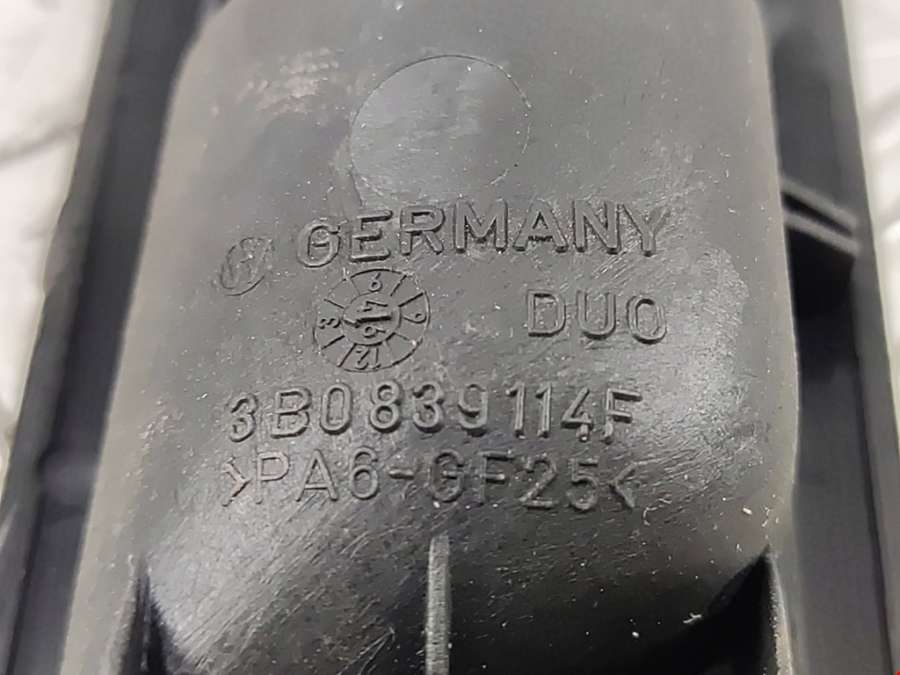 GERMANY
DUO
3B0839114F
>PA6-GF25<